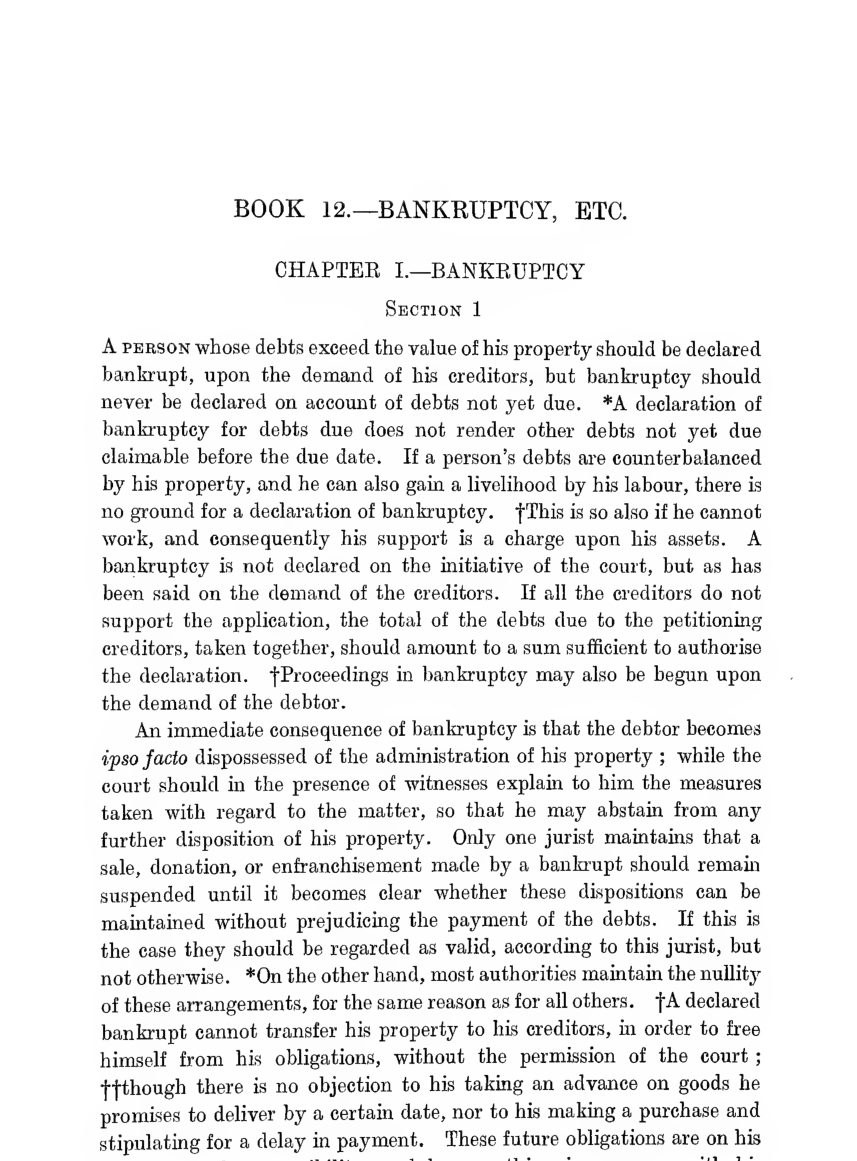 BOOK 12.—BANKRUPTCY, ETC.
CHAPTER I.—BANKRUPTCY
Section 1
A person whose debts exceed the value of his property should be declared
bankrupt, upon the demand of his creditors, but bankruptcy should
never be declared on account of debts not yet due. *A declaration of
bankruptcy for debts due does not render other debts not yet due
claimable before the due date. If a person's debts are counterbalanced
by his property, and he can also gain a livelihood by his labour, there is
no ground for a declaration of bankruptcy. †This is so also if he cannot
work, and consequently his support is a charge upon his assets. A
bankruptcy is not declared on the initiative of the court, but as has
been said on the demand of the creditors. If all the creditors do not
support the application, the total of the debts due to the petitioning
creditors, taken together, should amount to a sum sufficient to authorise
the declaration. †Proceedings in bankruptcy may also be begun upon
the demand of the debtor.
An immediate consequence of bankruptcy is that the debtor becomes
ipso facto dispossessed of the administration of his property ; while the
court should in the presence of witnesses explain to him the measures
taken with regard to the matter, so that he may abstain from any
further disposition of his property. Only one jurist maintains that a
sale, donation, or enfranchisement made by a bankrupt should remain
suspended until it becomes clear whether these dispositions can be
maintained without prejudicing the payment of the debts. If this is
the case they should be regarded as valid, according to this jurist, but
not otherwise. *On the other hand, most authorities maintain the nullity
of these arrangements, for the same reason as for all others. †A declared
bankrupt cannot transfer his property to his creditors, in order to free
himself from his obligations, without the permission of the court ;
††though there is no objection to his taking an advance on goods he
promises to deliver by a certain date, nor to his making a purchase and
stipulating for a delay in payment. These future obligations are on his